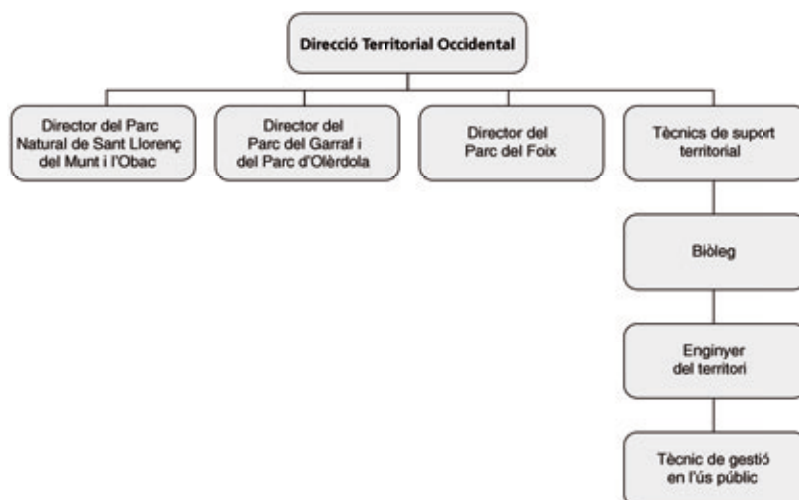 Direcció Territorial Occidental
Director del Parc
Natural de Sant Llorenç
del Munt i l'Obac
Director del
Parc del Garraf i
del Parc d'Olèrdola
Director del
Parc del Foix
Tècnics de suport
territorial
Biòleg
Enginyer
del territori
Tècnic de gestió
en l'ús públic